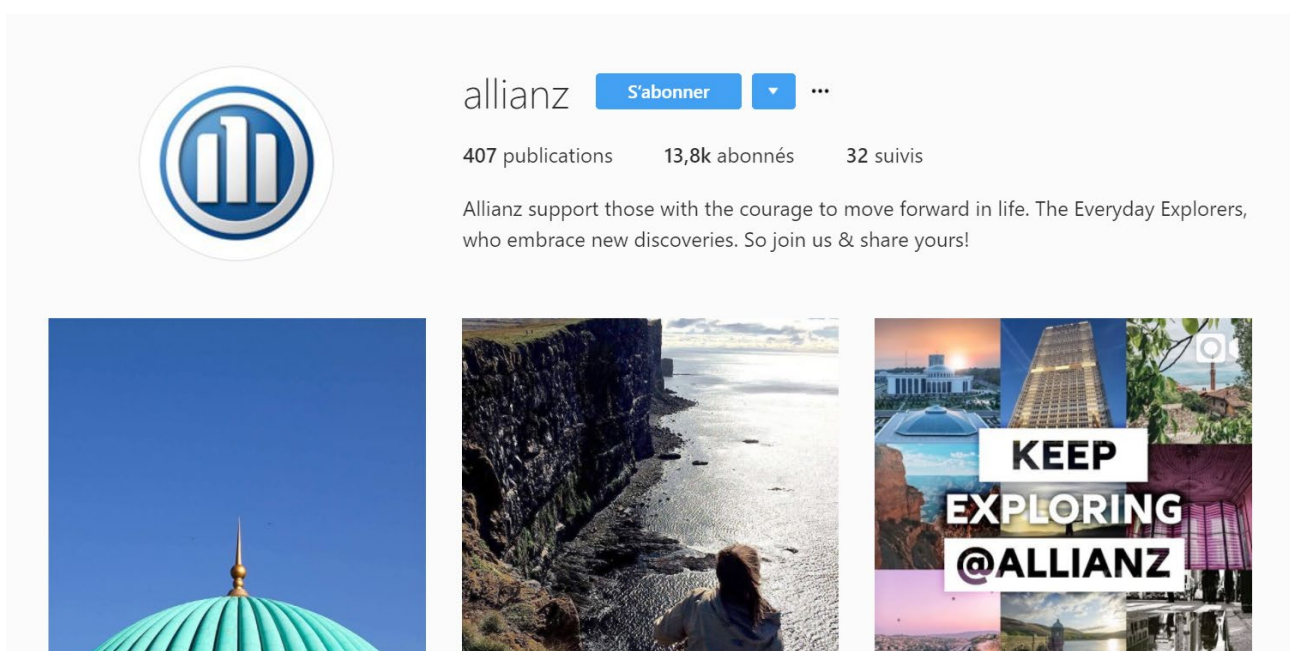 allianz S'abonner ...
407 publications 13,8k abonnés 32 suivis
Allianz support those with the courage to move forward in life. The Everyday Explorers,
who embrace new discoveries. So join us & share yours!
KEEP
EXPLORING
@ALLIANZ